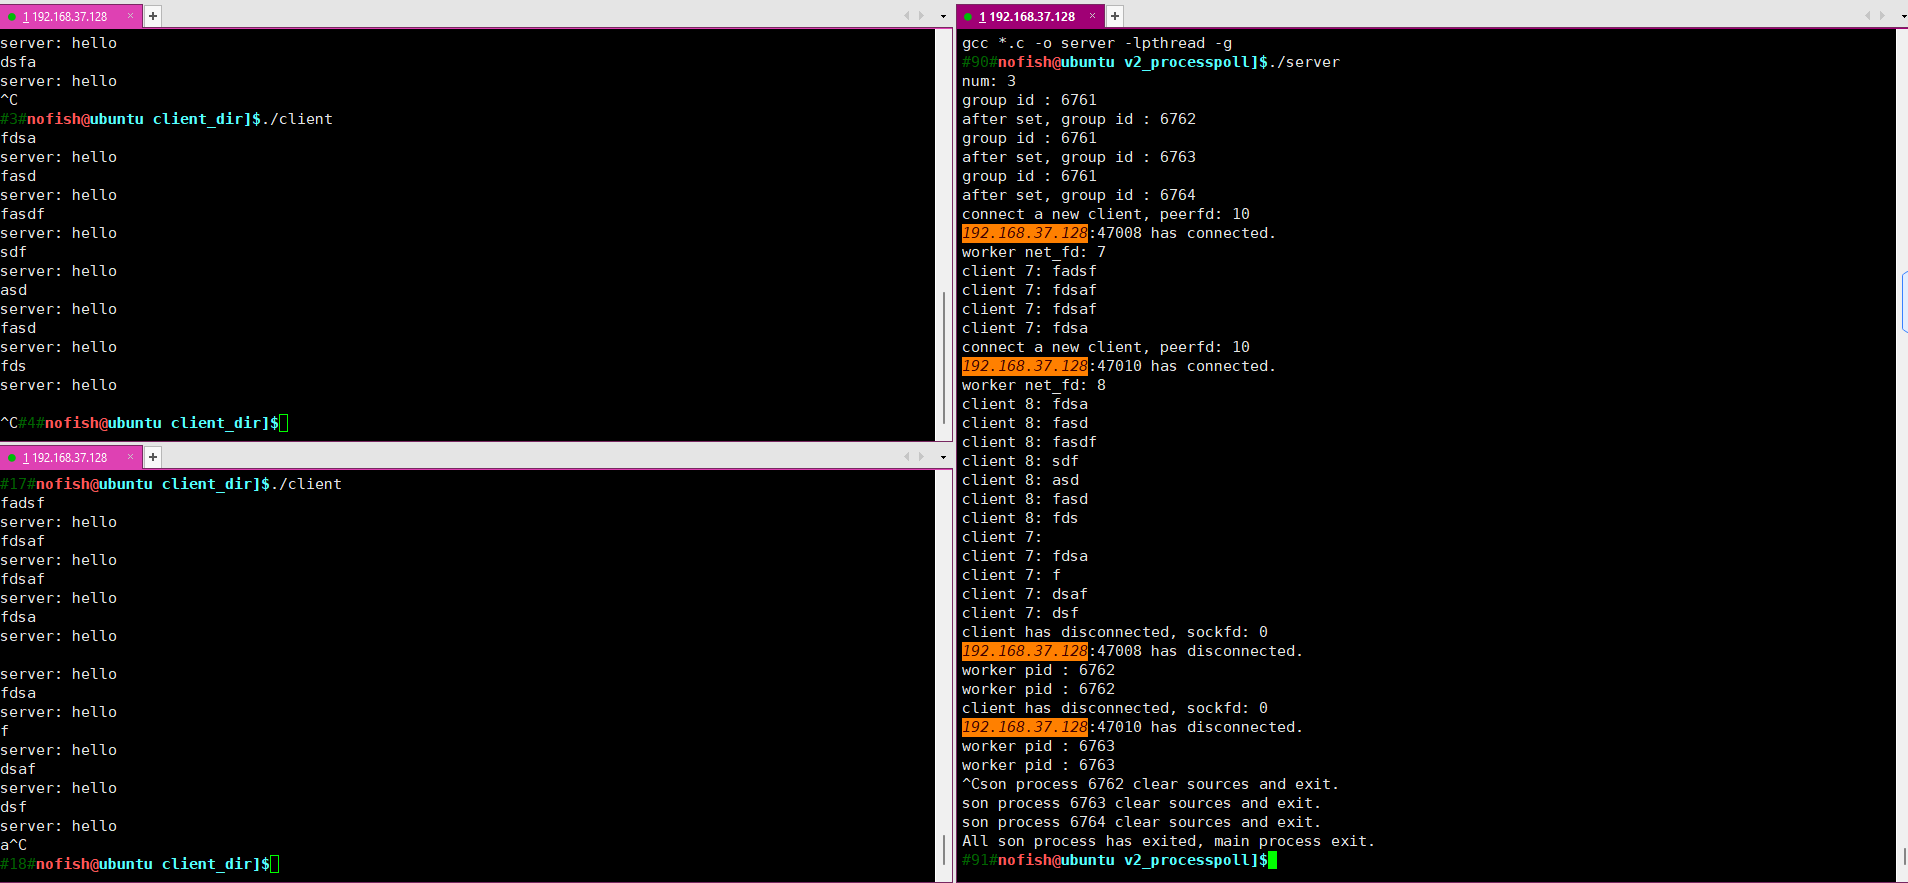 1 192.168.37.128 × +
server: hello
dsfa
server: hello
^C
#3#nofish@ubuntu client_dir]$./client
fdsa
server: hello
fasd
server: hello
fasdf
server: hello
sdf
server: hello
asd
server: hello
fasd
server: hello
fds
server: hello
^C#4#nofish@ubuntu client_dir]$
1 192.168.37.128 × +
#17#nofish@ubuntu client_dir]$./client
fadsf
server: hello
fdsaf
server: hello
fdsaf
server: hello
fdsa
server: hello
server: hello
fdsa
server: hello
f
server: hello
dsaf
server: hello
dsf
server: hello
a^C
#18#nofish@ubuntu client_dir]$
1 192.168.37.128 × +
gcc *.c -o server -lpthread -g
#90#nofish@ubuntu v2_processpoll]$./server
num: 3
group id : 6761
after set, group id : 6762
group id : 6761
after set, group id : 6763
group id : 6761
after set, group id : 6764
connect a new client, peerfd: 10
192.168.37.128:47008 has connected.
worker net_fd: 7
client 7: fadsf
client 7: fdsaf
client 7: fdsaf
client 7: fdsa
connect a new client, peerfd: 10
192.168.37.128:47010 has connected.
worker net_fd: 8
client 8: fdsa
client 8: fasd
client 8: fasdf
client 8: sdf
client 8: asd
client 8: fasd
client 8: fds
client 7:
client 7: fdsa
client 7: f
client 7: dsaf
client 7: dsf
client has disconnected, sockfd: 0
192.168.37.128:47008 has disconnected.
worker pid : 6762
worker pid : 6762
client has disconnected, sockfd: 0
192.168.37.128:47010 has disconnected.
worker pid : 6763
worker pid : 6763
^Cson process 6762 clear sources and exit.
son process 6763 clear sources and exit.
son process 6764 clear sources and exit.
All son process has exited, main process exit.
#91#nofish@ubuntu v2_processpoll]$